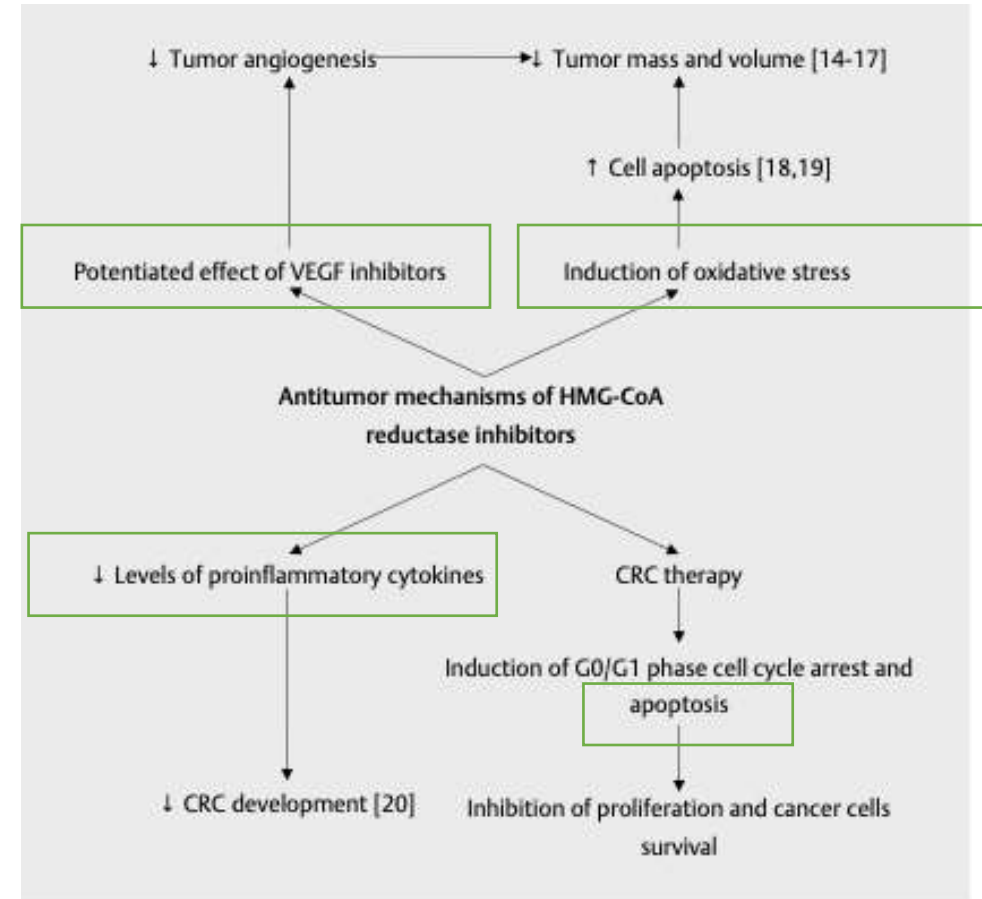 ↓ Tumor angiogenesis
↓ Tumor mass and volume [14-17]
↑ Cell apoptosis [18,19]
Potentiated effect of VEGF inhibitors
Induction of oxidative stress
Antitumor mechanisms of HMG-CoA
reductase inhibitors
↓ Levels of proinflammatory cytokines
CRC therapy
Induction of G0/G1 phase cell cycle arrest and
apoptosis
↓ CRC development [20]
Inhibition of proliferation and cancer cells
survival